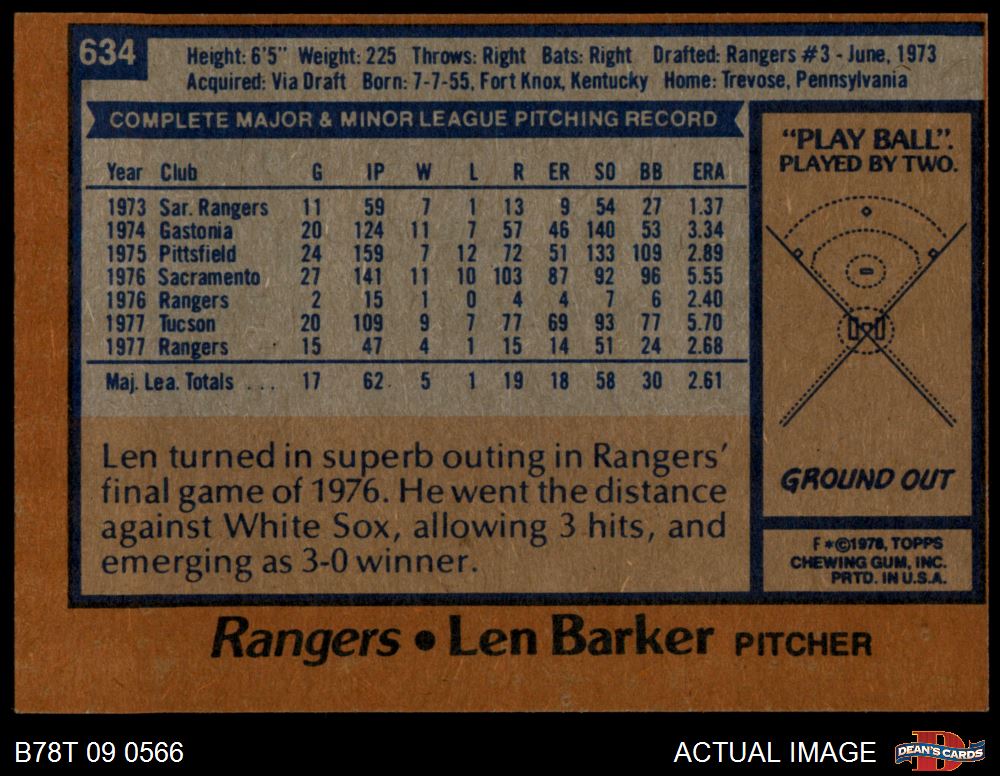 634
Height: 6'5" Weight: 225 Throws: Right Bats: Right Drafted: Rangers #3 - June, 1973
Acquired: Via Draft Born: 7-7-55, Fort Knox, Kentucky Home: Trevose, Pennsylvania
COMPLETE MAJOR & MINOR LEAGUE PITCHING RECORD
Year Club G IP W L R ER SO BB ERA
1973 Sar. Rangers 11 59 7 1 13 9 54 27 1.37
1974 Gastonia 20 124 11 7 57 46 140 53 3.34
1975 Pittsfield 24 159 7 12 72 51 133 109 2.89
1976 Sacramento 27 141 11 10 103 87 92 96 5.55
1976 Rangers 2 15 1 0 4 4 7 6 2.40
1977 Tucson 20 109 9 7 77 69 93 77 5.70
1977 Rangers 15 47 4 1 15 14 51 24 2.68
Maj. Lea. Totals ... 17 62 5 1 19 18 58 30 2.61
Len turned in superb outing in Rangers'
final game of 1976. He went the distance
against White Sox, allowing 3 hits, and
emerging as 3-0 winner.
"PLAY BALL".
PLAYED BY TWO.
GROUND OUT
F*©1978, TOPPS
CHEWING GUM, INC.
PRTD. IN U.S.A.
Rangers • Len Barker PITCHER
B78T 09 0566
ACTUAL IMAGE
D
DEAN'S CARDS